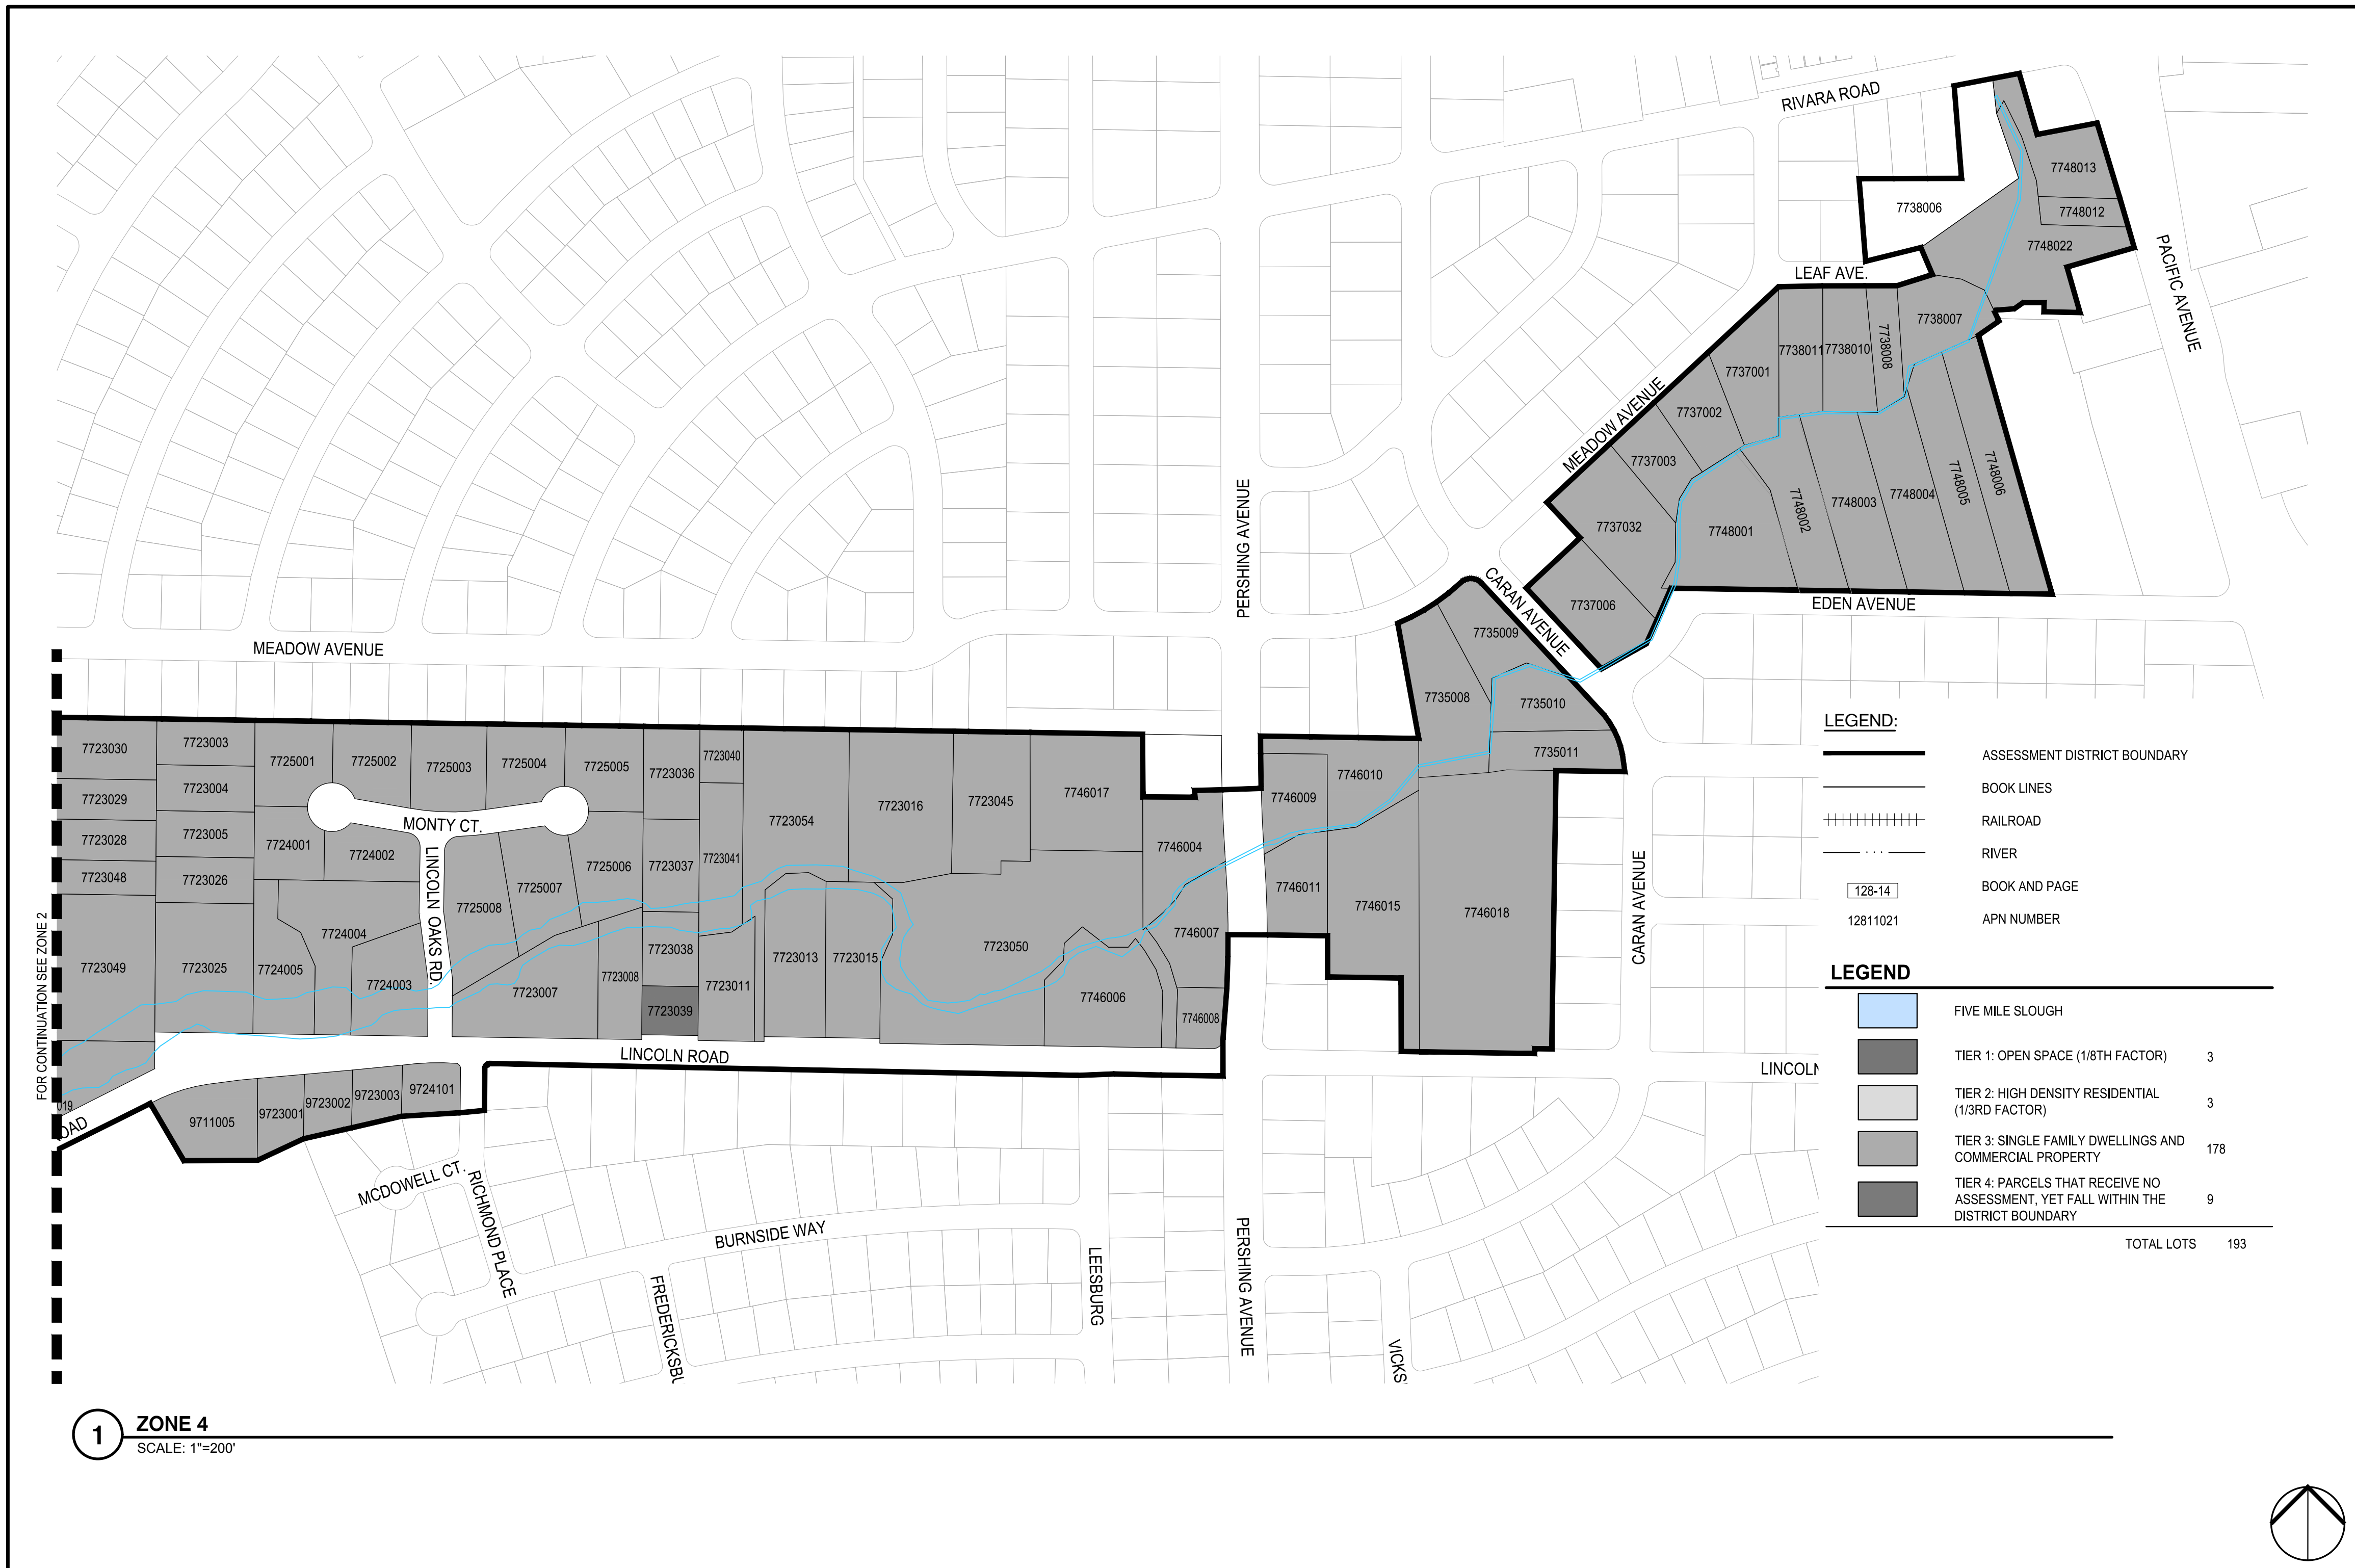 RIVARA ROAD
7748013
7738006
7748012
7748022
PACIFIC AVENUE
LEAF AVE.
7738007
7738011
7738010
7738008
7737001
MEADOW AVENUE
7737002
7737003
7748006
7748005
7748004
7748003
7748002
7748001
7737032
PERSHING AVENUE
CARAN AVENUE
7737006
EDEN AVENUE
7735009
MEADOW AVENUE
7735008
7735010
7735011
7723030
7723003
7725001
7725002
7725003
7725004
7725005
7723036
7723040
7746010
7723029
7723004
7746009
7723016
7723045
7746017
7723054
MONTY CT.
7723028
7723005
7724001
7724002
LINCOLN OAKS RD.
7725006
7723037
7723041
7746004
7723048
7723026
7725007
7746011
7725008
7746015
7746018
CARAN AVENUE
7724004
7746007
7723050
7723049
7723025
7724005
7724003
7723038
7723013
7723015
7723008
7723007
7723011
7746006
7723039
7746008
FOR CONTINUATION SEE ZONE 2
LINCOLN ROAD
LINCOLN
019
OAD
9711005
9723001
9723002
9723003
9724101
MCDOWELL CT.
RICHMOND PLACE
BURNSIDE WAY
FREDERICKSBU
LEESBURG
PERSHING AVENUE
VICKS
LEGEND:
ASSESSMENT DISTRICT BOUNDARY
BOOK LINES
RAILROAD
RIVER
128-14 BOOK AND PAGE
12811021 APN NUMBER
LEGEND
FIVE MILE SLOUGH
TIER 1: OPEN SPACE (1/8TH FACTOR) 3
TIER 2: HIGH DENSITY RESIDENTIAL
(1/3RD FACTOR) 3
TIER 3: SINGLE FAMILY DWELLINGS AND
COMMERCIAL PROPERTY 178
TIER 4: PARCELS THAT RECEIVE NO
ASSESSMENT, YET FALL WITHIN THE 9
DISTRICT BOUNDARY
TOTAL LOTS 193
1 ZONE 4
SCALE: 1"=200'